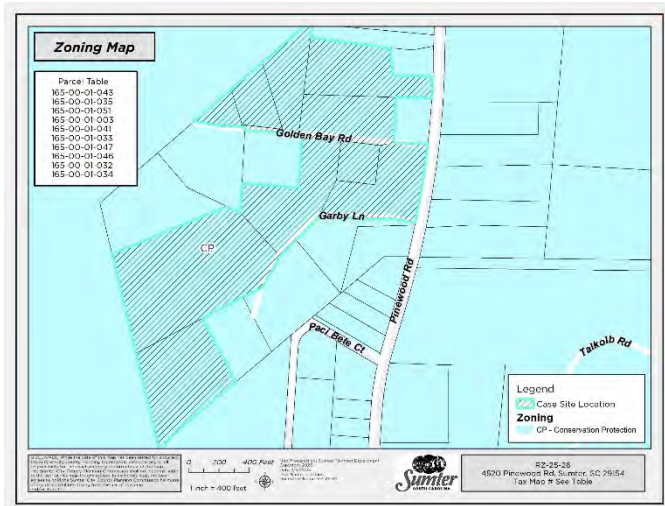 Zoning Map
Parcel Table
165-00-01-043
165-00-01-035
165-00-01-051
165-00-01-003
165-00-01-041
165-00-01-033
165-00-01-047
165-00-01-046
165-00-01-032
165-00-01-034
Golden Bay Rd
Garby Ln
CP
Pinewood Rd
Paci Bete Ct
Talkolb Rd
Legend
Case Site Location
Zoning
CP - Conservation Protection
0 200 400 Feet
1 inch = 400 feet
Sumter
SOUTH CAROLINA
RZ-25-26
4520 Pinewood Rd, Sumter, SC 29154
Tax Map # See Table